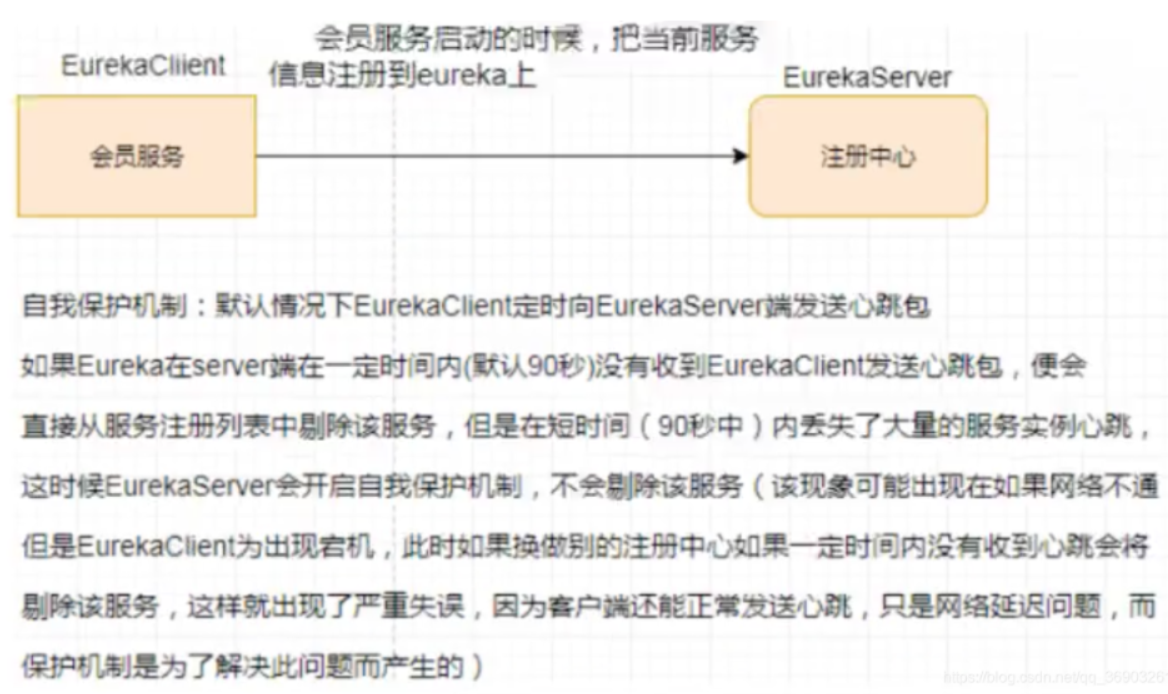 会员服务启动的时候，把当前服务
EurekaCliient
信息注册到eureka上
EurekaServer
会员服务
注册中心
自我保护机制：默认情况下EurekaClient定时向EurekaServer端发送心跳包
如果Eureka在server端在一定时间内(默认90秒)没有收到EurekaClient发送心跳包，便会
直接从服务注册列表中剔除该服务，但是在短时间（90秒中）内丢失了大量的服务实例心跳，
这时候EurekaServer会开启自我保护机制，不会剔除该服务（该现象可能出现在如果网络不通
但是EurekaClient为出现宕机，此时如果换做别的注册中心如果一定时间内没有收到心跳会将
剔除该服务，这样就出现了严重失误，因为客户端还能正常发送心跳，只是网络延迟问题，而
保护机制是为了解决此问题而产生的）
https://blog.csdn.net/qq_3690326